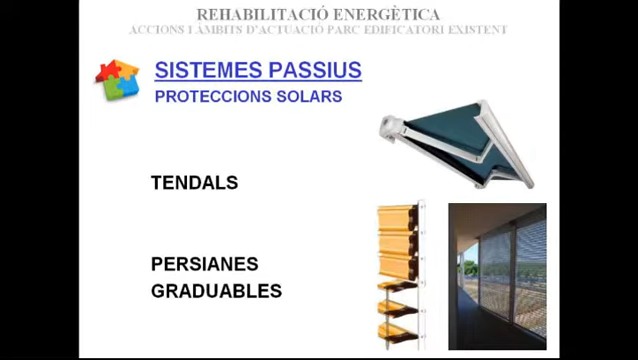 REHABILITACIÓ ENERGÈTICA
ACCIONS I ÀMBITS D'ACTUACIÓ PARC EDIFICATORI EXISTENT
SISTEMES PASSIUS
PROTECCIONS SOLARS
TENDALS
PERSIANES
GRADUABLES